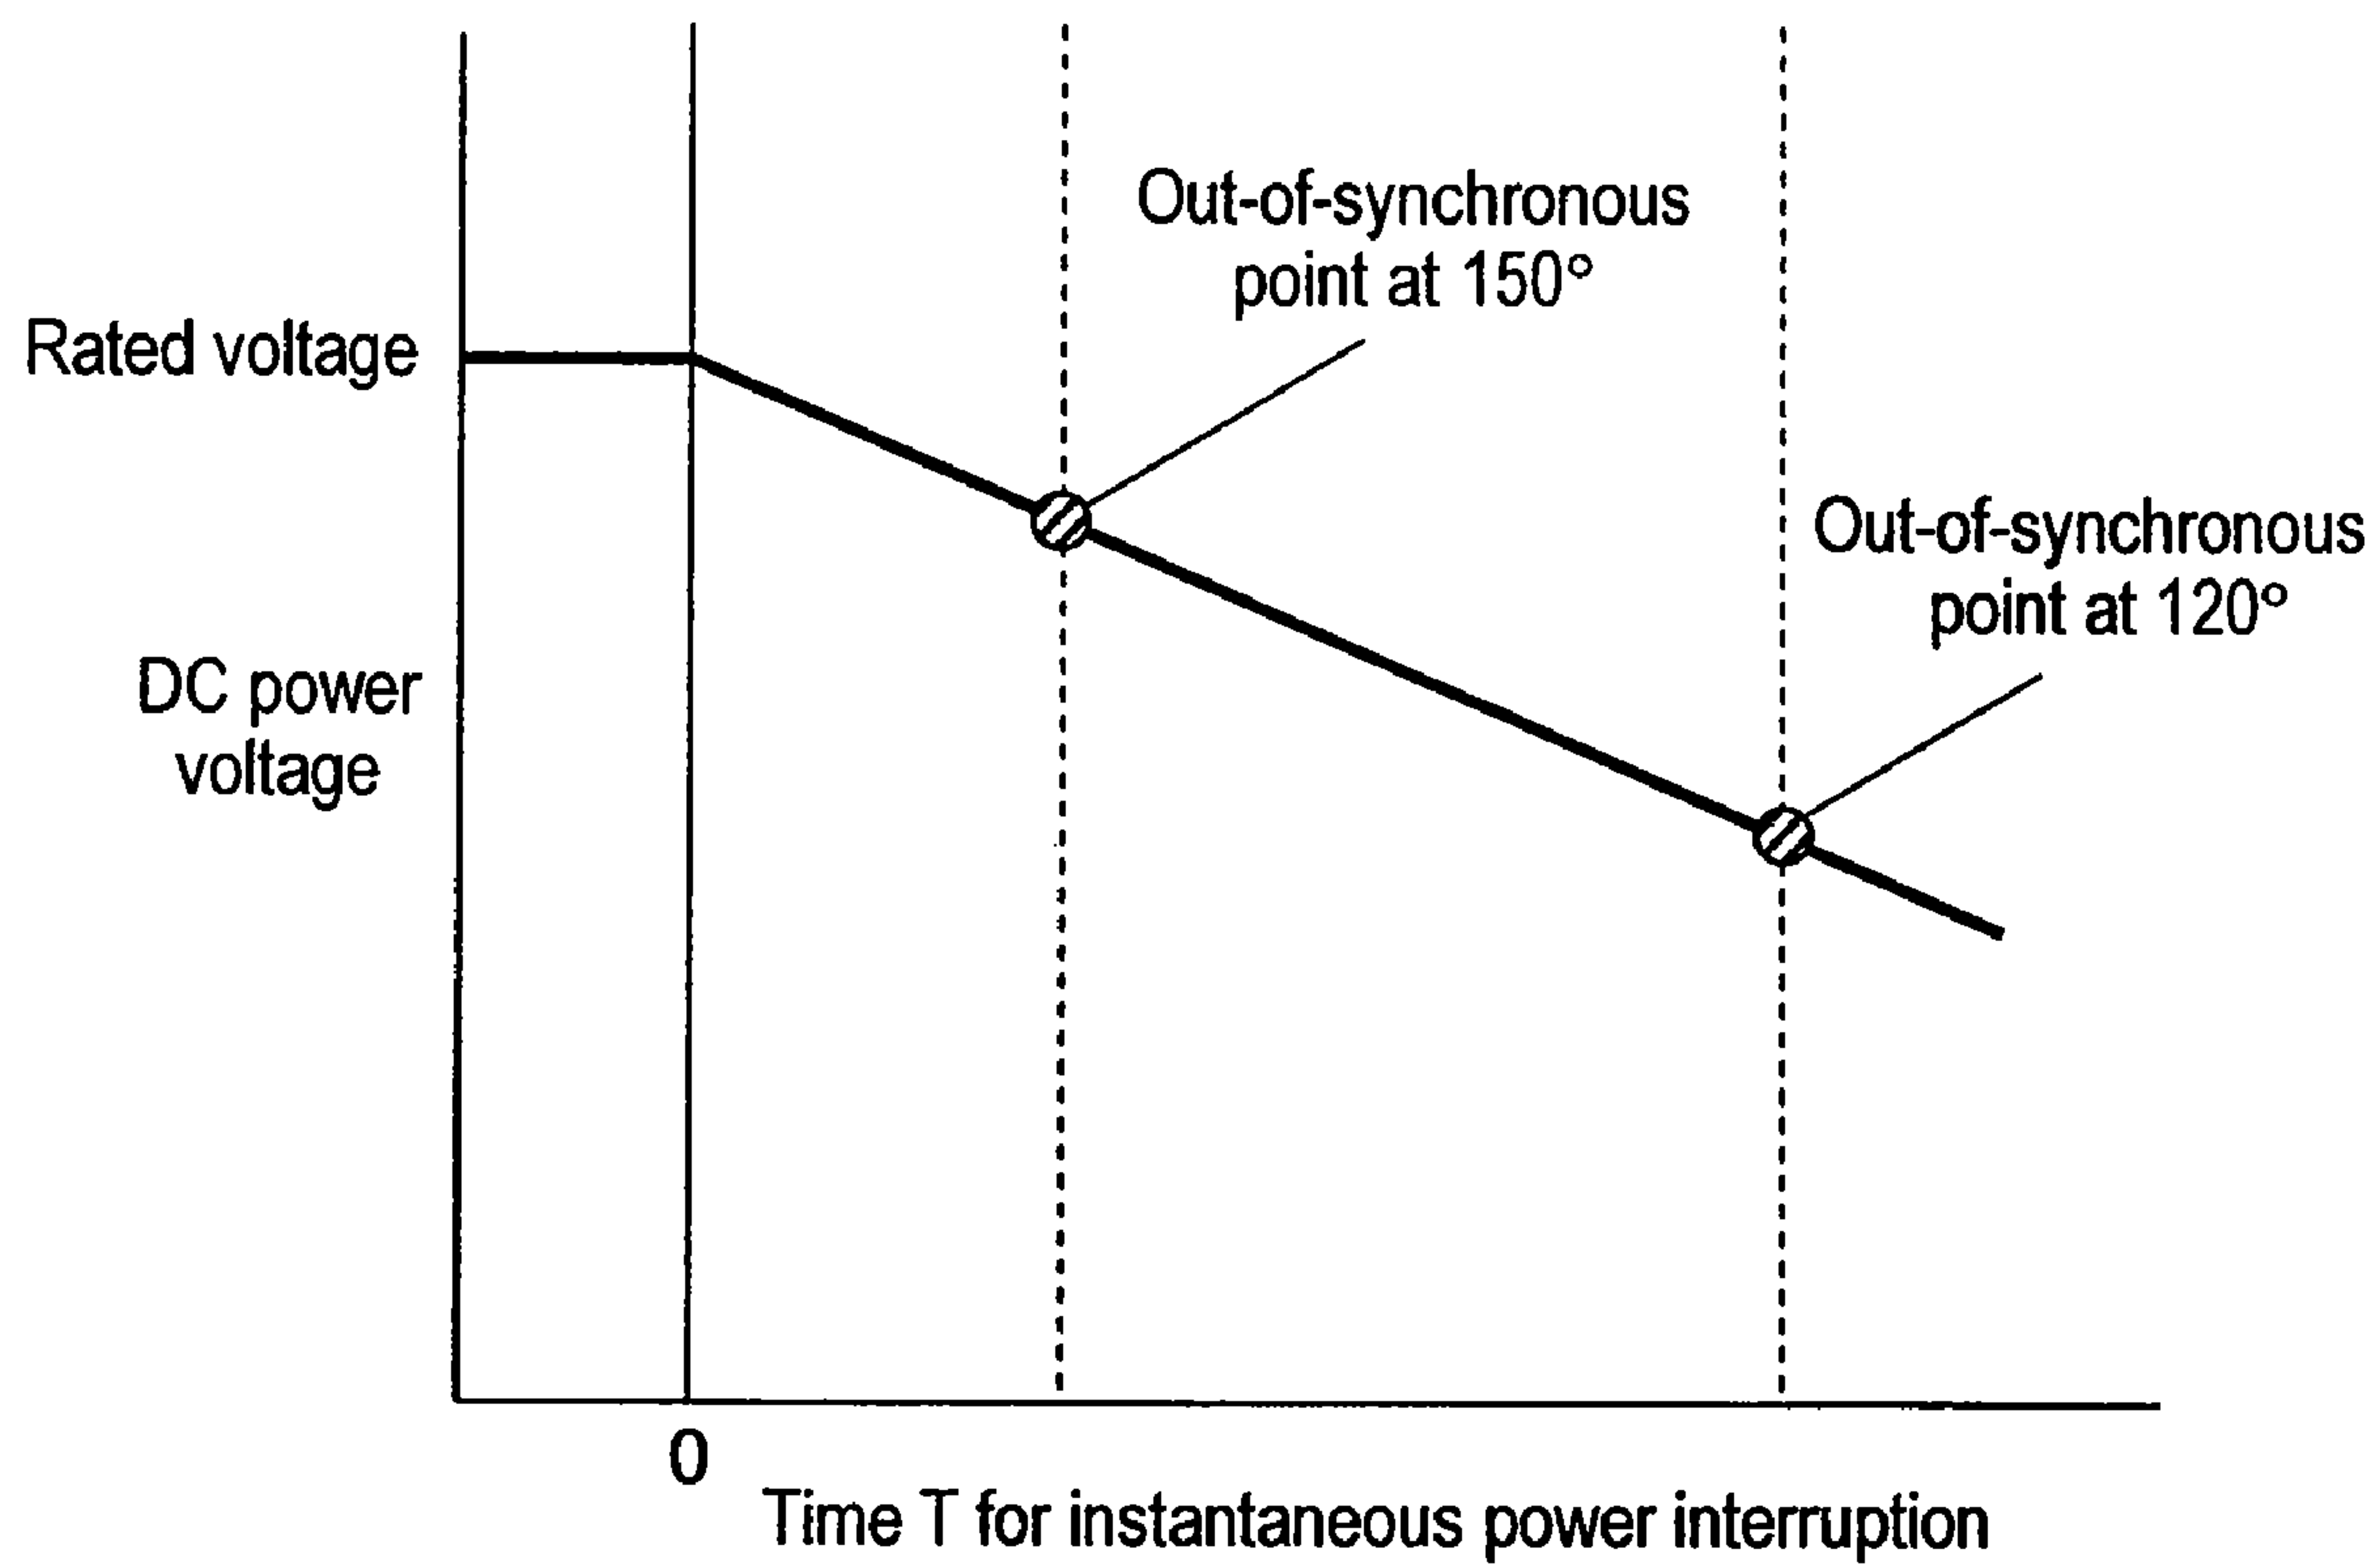 Out-of-synchronous
point at 150°
Rated voltage
Out-of-synchronous
point at 120°
DC power
voltage
0
Time T for instantaneous power interruption